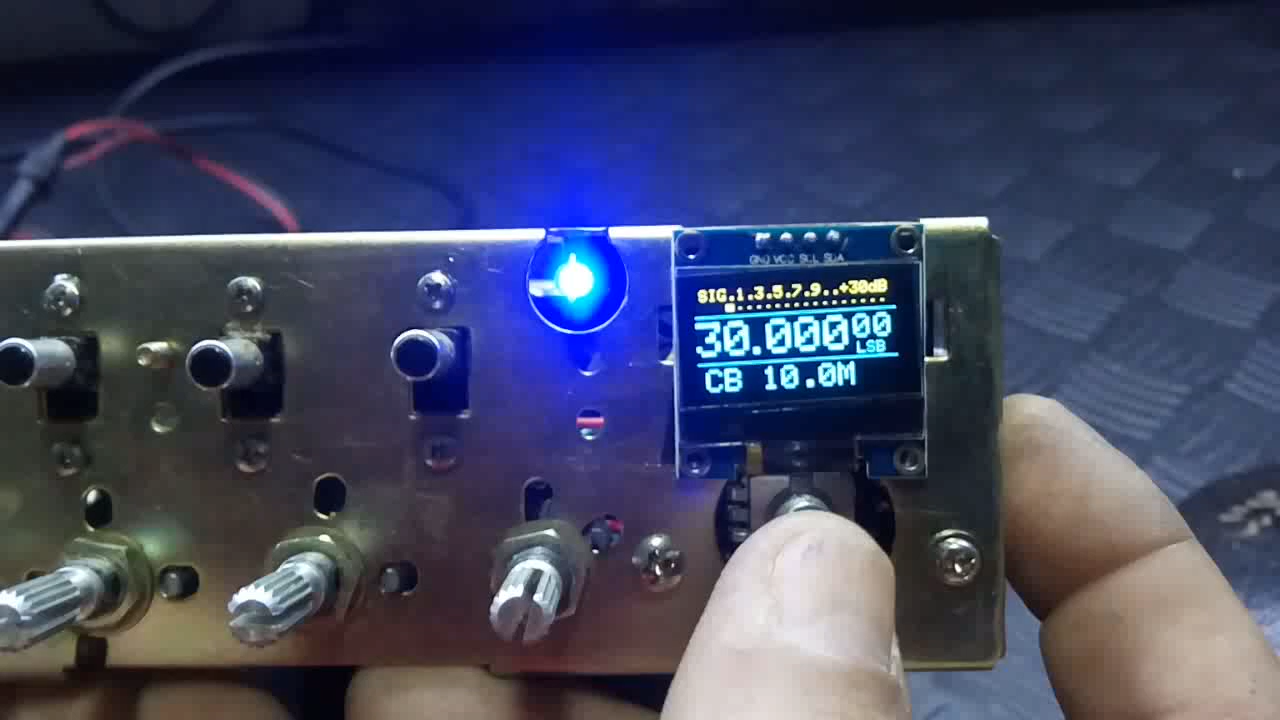 GND VCC SCL SDA
SIG.1.3.5.7.9..+30dB
30.00000
LSB
CB 10.0M